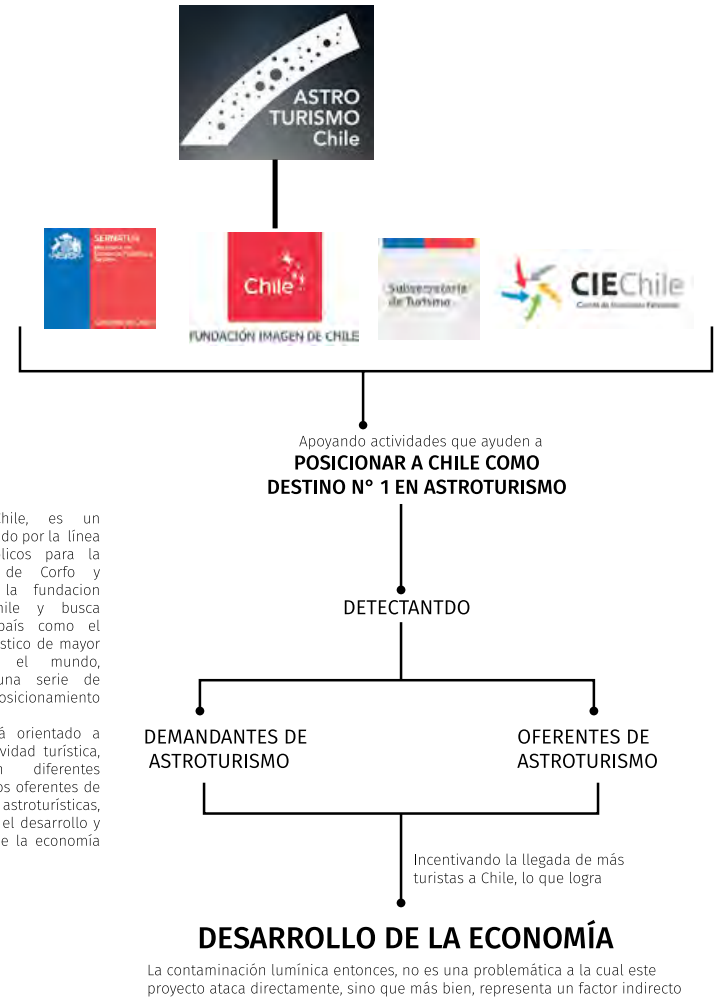 ASTRO
TURISMO
Chile
SERNATUR
Chile
FUNDACIÓN IMAGEN DE CHILE
Subsecretaría
de Turismo
CIEChile
Apoyando actividades que ayuden a
POSICIONAR A CHILE COMO
DESTINO N° 1 EN ASTROTURISMO
hile, es un
do por la línea
licos para la
de Corfo y
la fundacion
nile y busca
país como el
stico de mayor
el mundo,
una serie de
osicionamiento
á orientado a
vidad turística,
n diferentes
os oferentes de
astroturísticas,
el desarrollo y
e la economía
DETECTANTDO
DEMANDANTES DE
ASTROTURISMO
OFERENTES DE
ASTROTURISMO
Incentivando la llegada de más
turistas a Chile, lo que logra
DESARROLLO DE LA ECONOMÍA
La contaminación lumínica entonces, no es una problemática a la cual este
proyecto ataca directamente, sino que más bien, representa un factor indirecto